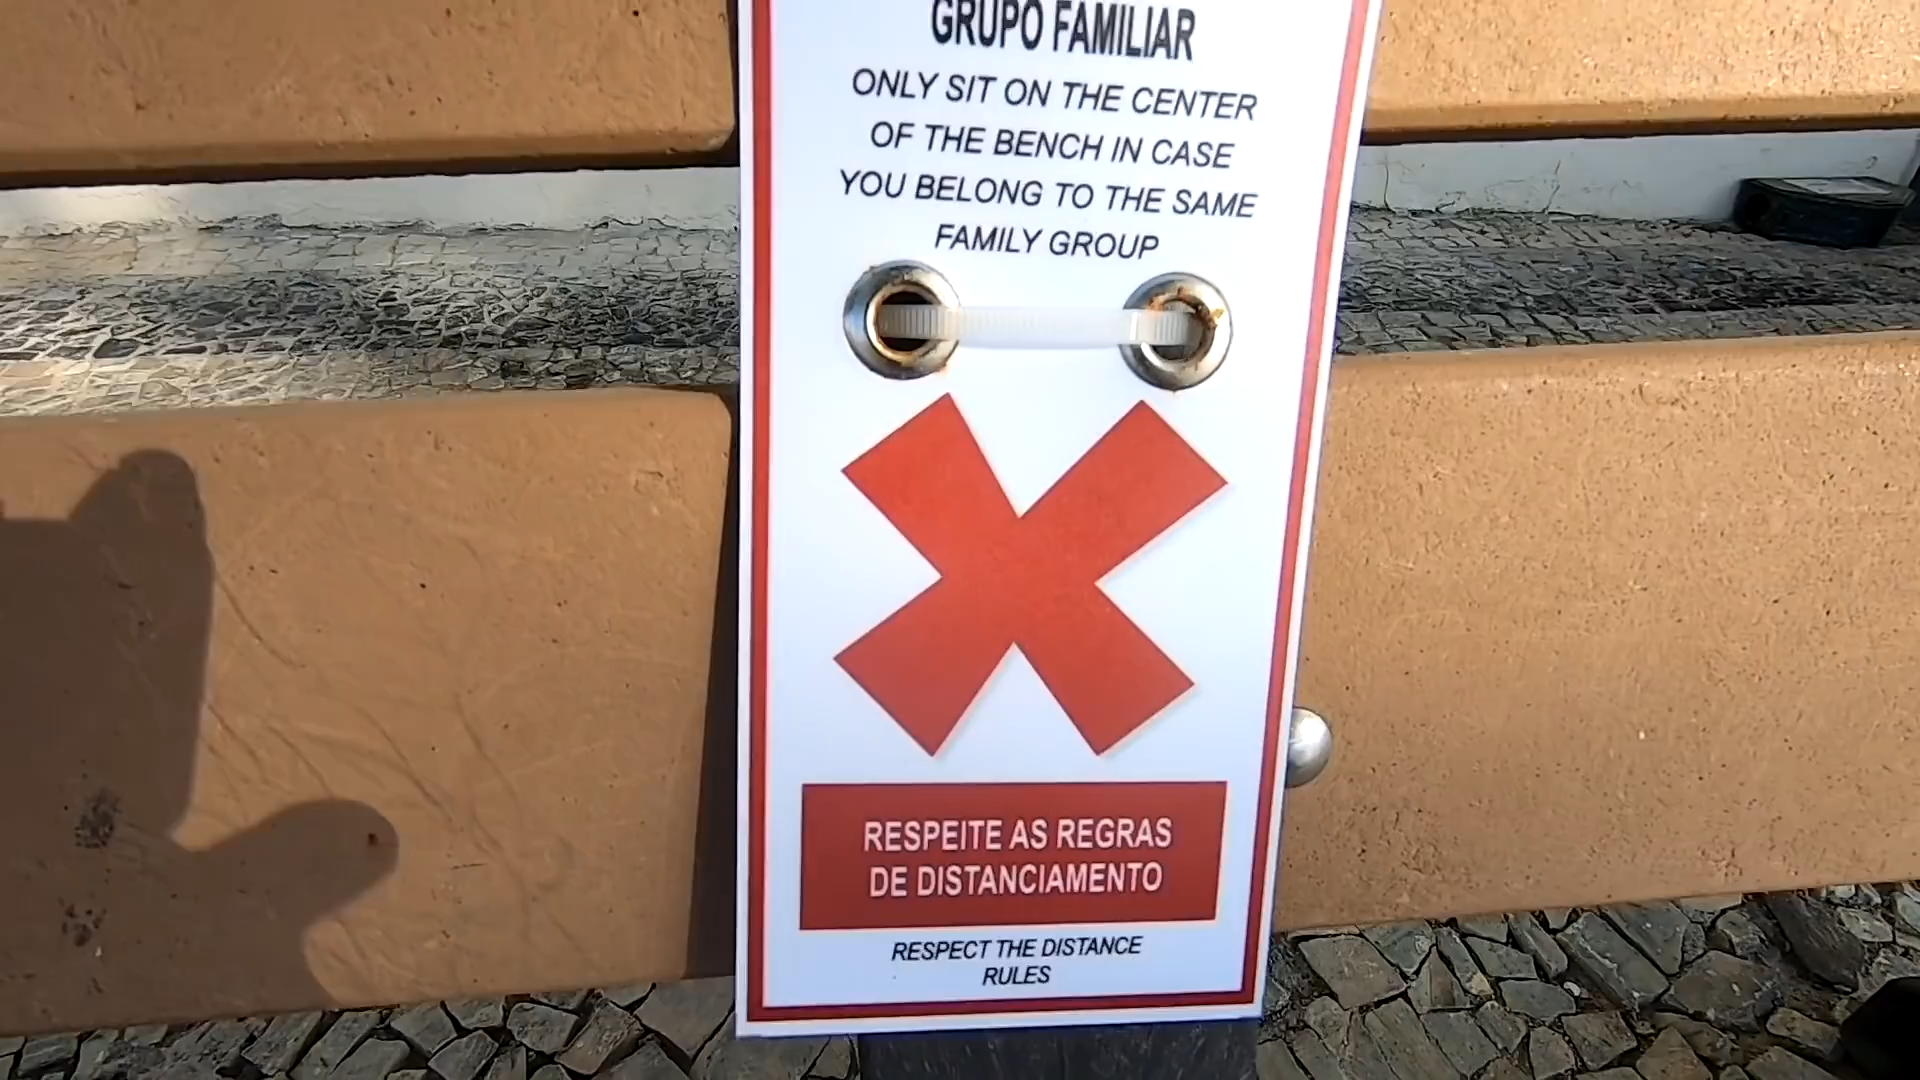 GRUPO FAMILIAR
ONLY SIT ON THE CENTER
OF THE BENCH IN CASE
YOU BELONG TO THE SAME
FAMILY GROUP
RESPEITE AS REGRAS
DE DISTANCIAMENTO
RESPECT THE DISTANCE
RULES